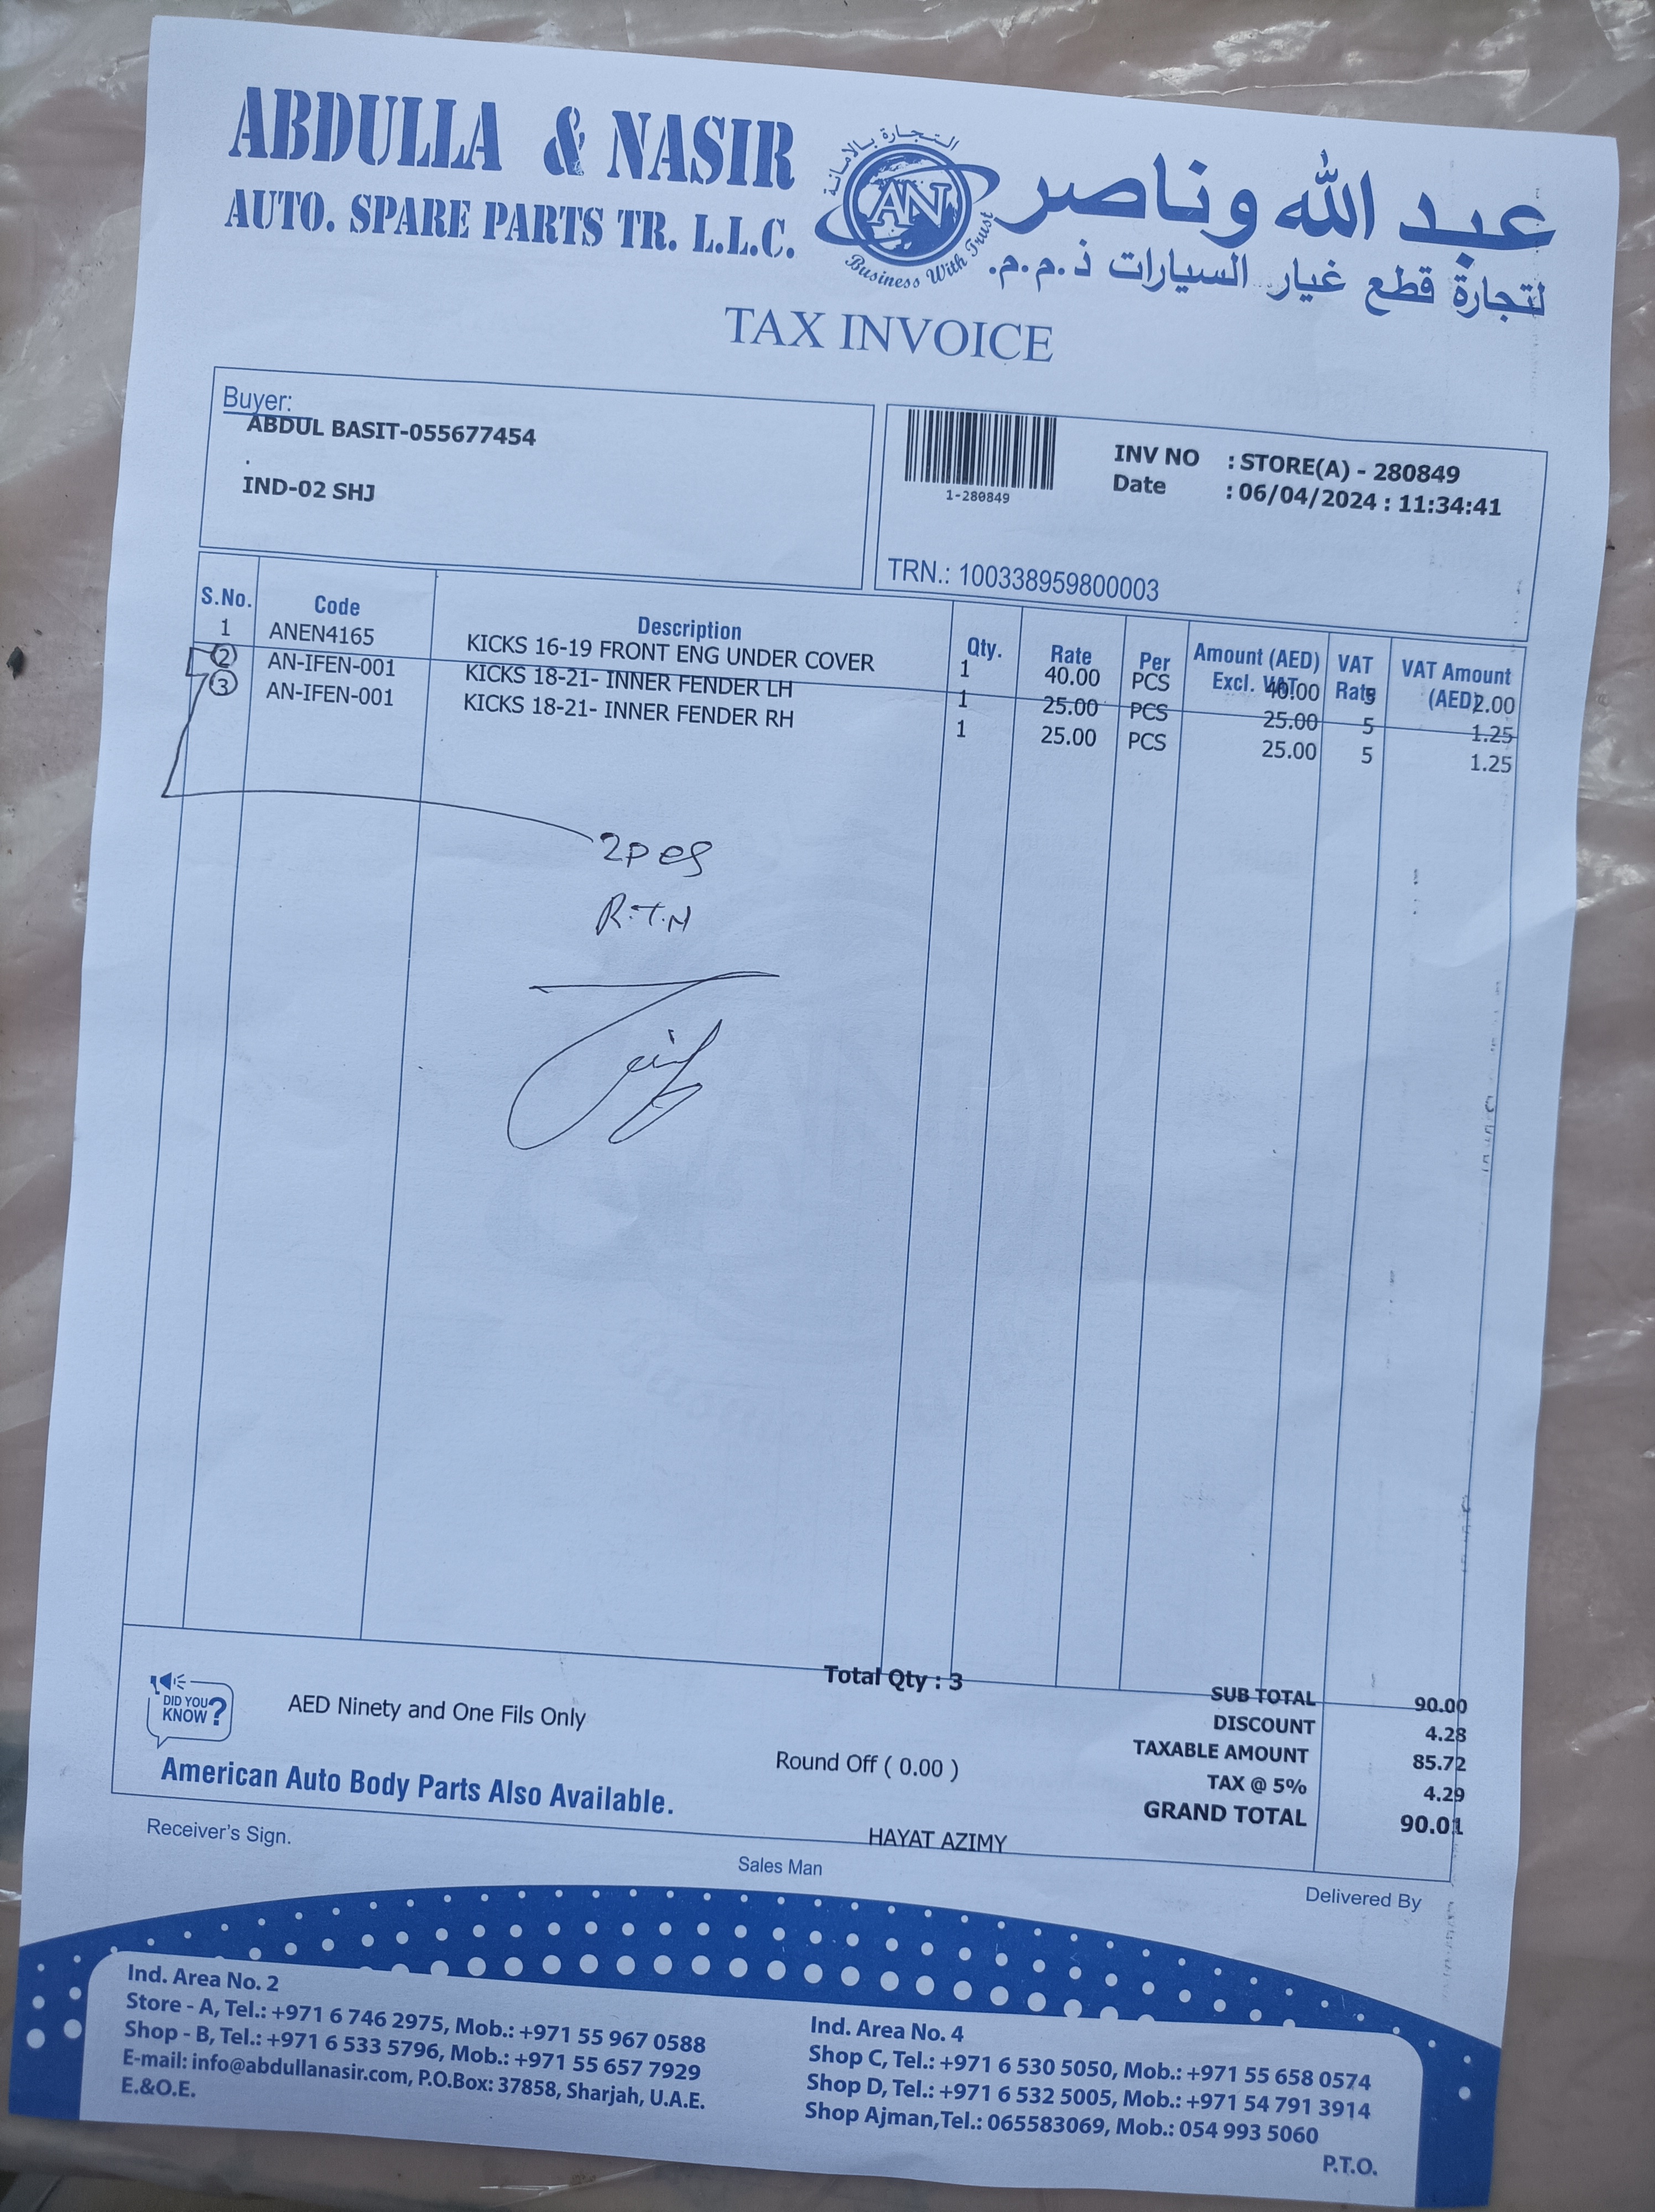 ABDULLA & NASIR
AUTO. SPARE PARTS TR. L.L.C.
التجارة بالأمانة
AN
Business With Trust
عبد الله وناصر
لتجارة قطع غيار السيارات ذ.م.م.
TAX INVOICE
Buyer:
ABDUL BASIT-055677454
.
IND-02 SHJ
1-280849
INV NO : STORE(A) - 280849
Date : 06/04/2024 : 11:34:41
TRN.: 100338959800003
S.No. Code Description Qty. Rate Per Amount (AED) Excl. VAT VAT Rate VAT Amount (AED)
1 ANEN4165 KICKS 16-19 FRONT ENG UNDER COVER 1 40.00 PCS 40.00 5 2.00
2 AN-IFEN-001 KICKS 18-21- INNER FENDER LH 1 25.00 PCS 25.00 5 1.25
3 AN-IFEN-001 KICKS 18-21- INNER FENDER RH 1 25.00 PCS 25.00 5 1.25
2pes
R.T.N
Total Qty : 3
DID YOU KNOW ?
AED Ninety and One Fils Only
Round Off ( 0.00 )
American Auto Body Parts Also Available.
SUB TOTAL 90.00
DISCOUNT 4.28
TAXABLE AMOUNT 85.72
TAX @ 5% 4.29
GRAND TOTAL 90.01
Receiver's Sign.
HAYAT AZIMY
Sales Man
Delivered By
Ind. Area No. 2
Store - A, Tel.: +971 6 746 2975, Mob.: +971 55 967 0588
Shop - B, Tel.: +971 6 533 5796, Mob.: +971 55 657 7929
E-mail: info@abdullanasir.com, P.O.Box: 37858, Sharjah, U.A.E.
E.&O.E.
Ind. Area No. 4
Shop C, Tel.: +971 6 530 5050, Mob.: +971 55 658 0574
Shop D, Tel.: +971 6 532 5005, Mob.: +971 54 791 3914
Shop Ajman,Tel.: 065583069, Mob.: 054 993 5060
P.T.O.